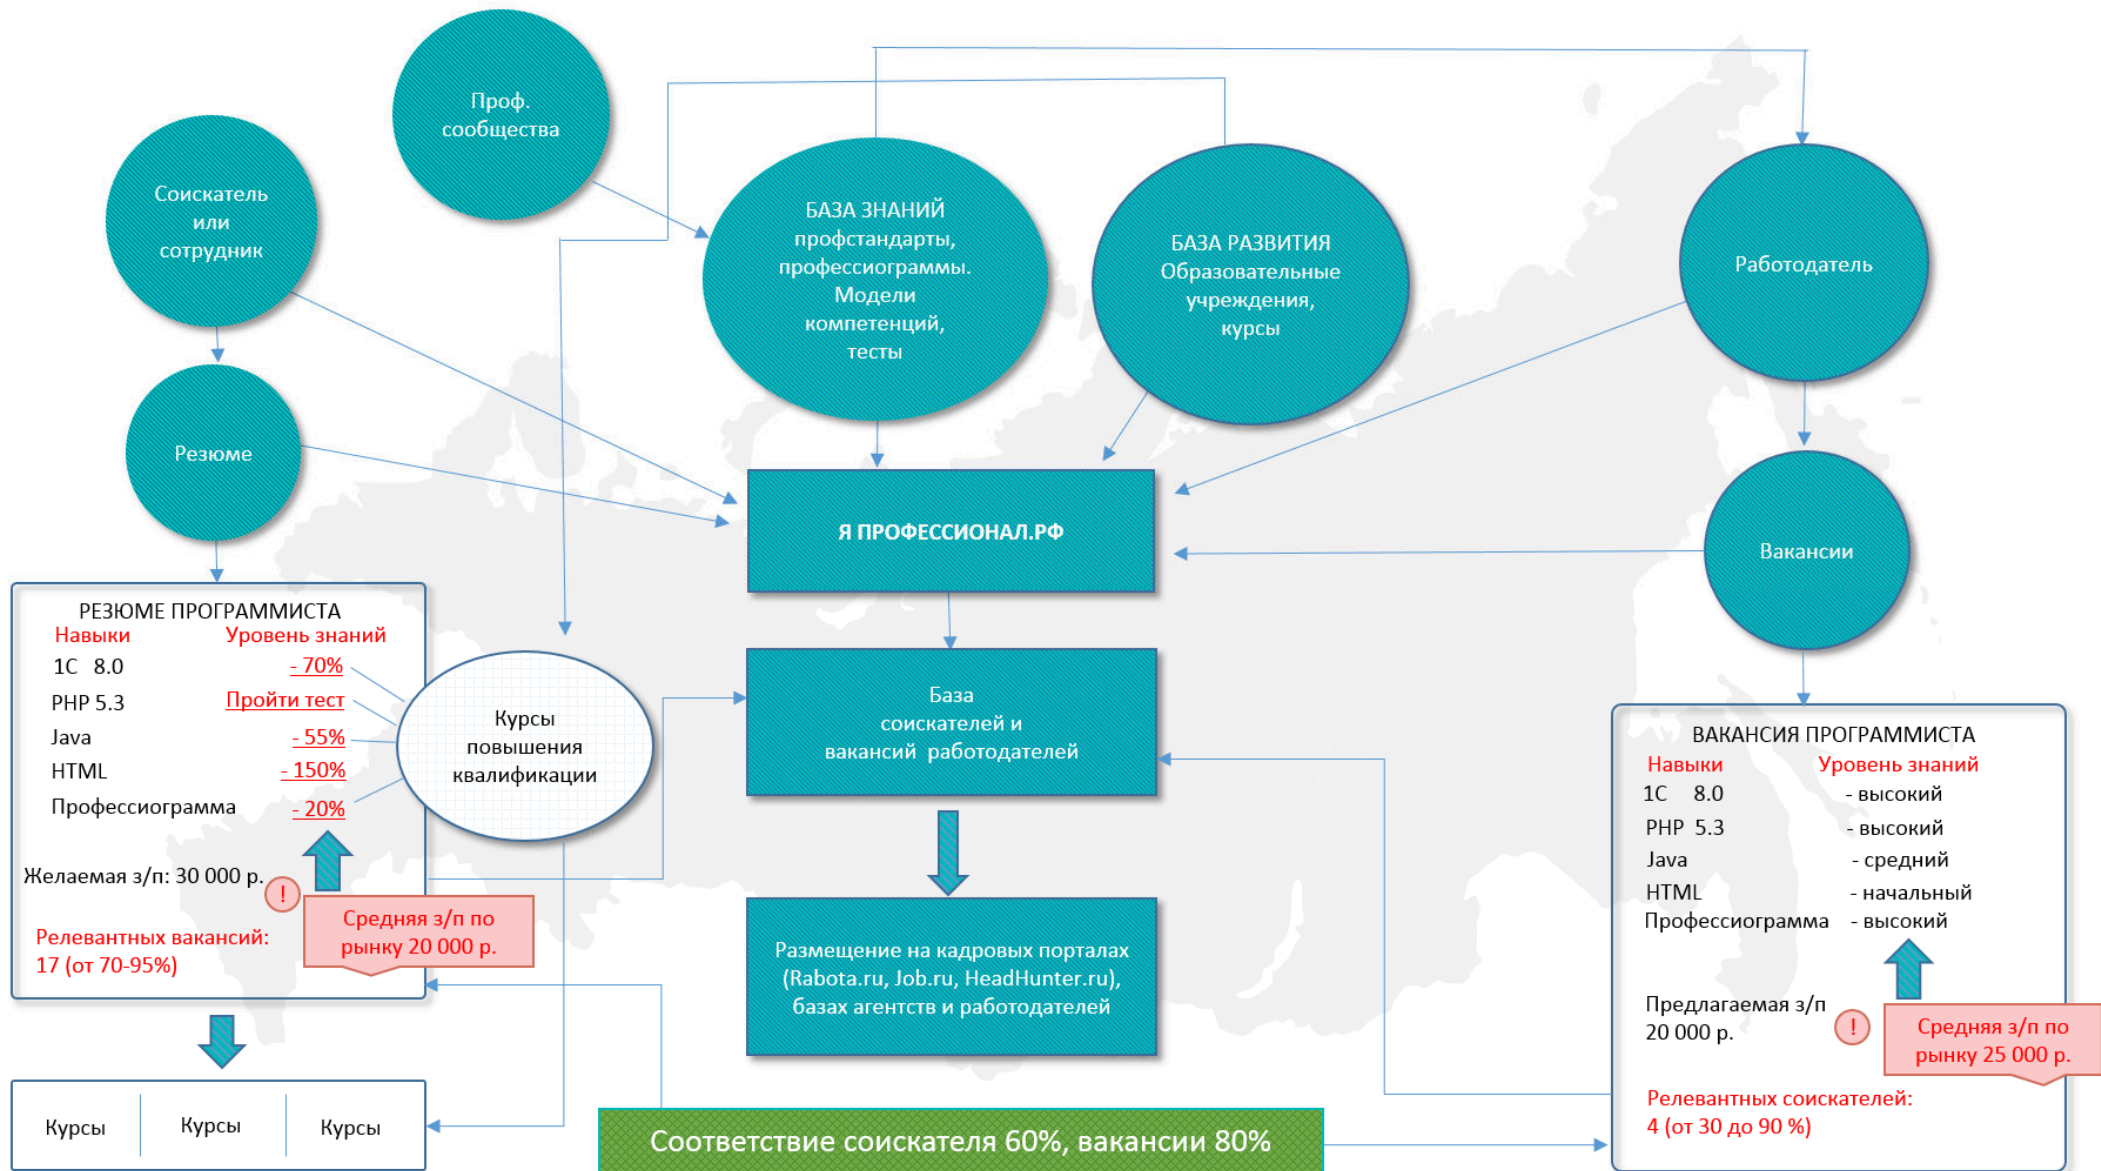 Проф.
сообщества
Соискатель
или
сотрудник
БАЗА ЗНАНИЙ
профстандарты,
профессиограммы.
Модели
компетенций,
тесты
БАЗА РАЗВИТИЯ
Образовательные
учреждения,
курсы
Работодатель
Резюме
Я ПРОФЕССИОНАЛ.РФ
Вакансии
РЕЗЮМЕ ПРОГРАММИСТА
Навыки Уровень знаний
1С 8.0 - 70%
PHP 5.3 Пройти тест
Java - 55%
HTML - 150%
Профессиограмма - 20%
Желаемая з/п: 30 000 р.
!
Средняя з/п по
рынку 20 000 р.
Релевантных вакансий:
17 (от 70-95%)
Курсы
повышения
квалификации
База
соискателей и
вакансий работодателей
Размещение на кадровых порталах
(Rabota.ru, Job.ru, HeadHunter.ru),
базах агентств и работодателей
ВАКАНСИЯ ПРОГРАММИСТА
Навыки Уровень знаний
1С 8.0 - высокий
PHP 5.3 - высокий
Java - средний
HTML - начальный
Профессиограмма - высокий
Предлагаемая з/п
20 000 р.
!
Средняя з/п по
рынку 25 000 р.
Релевантных соискателей:
4 (от 30 до 90 %)
Курсы Курсы Курсы
Соответствие соискателя 60%, вакансии 80%